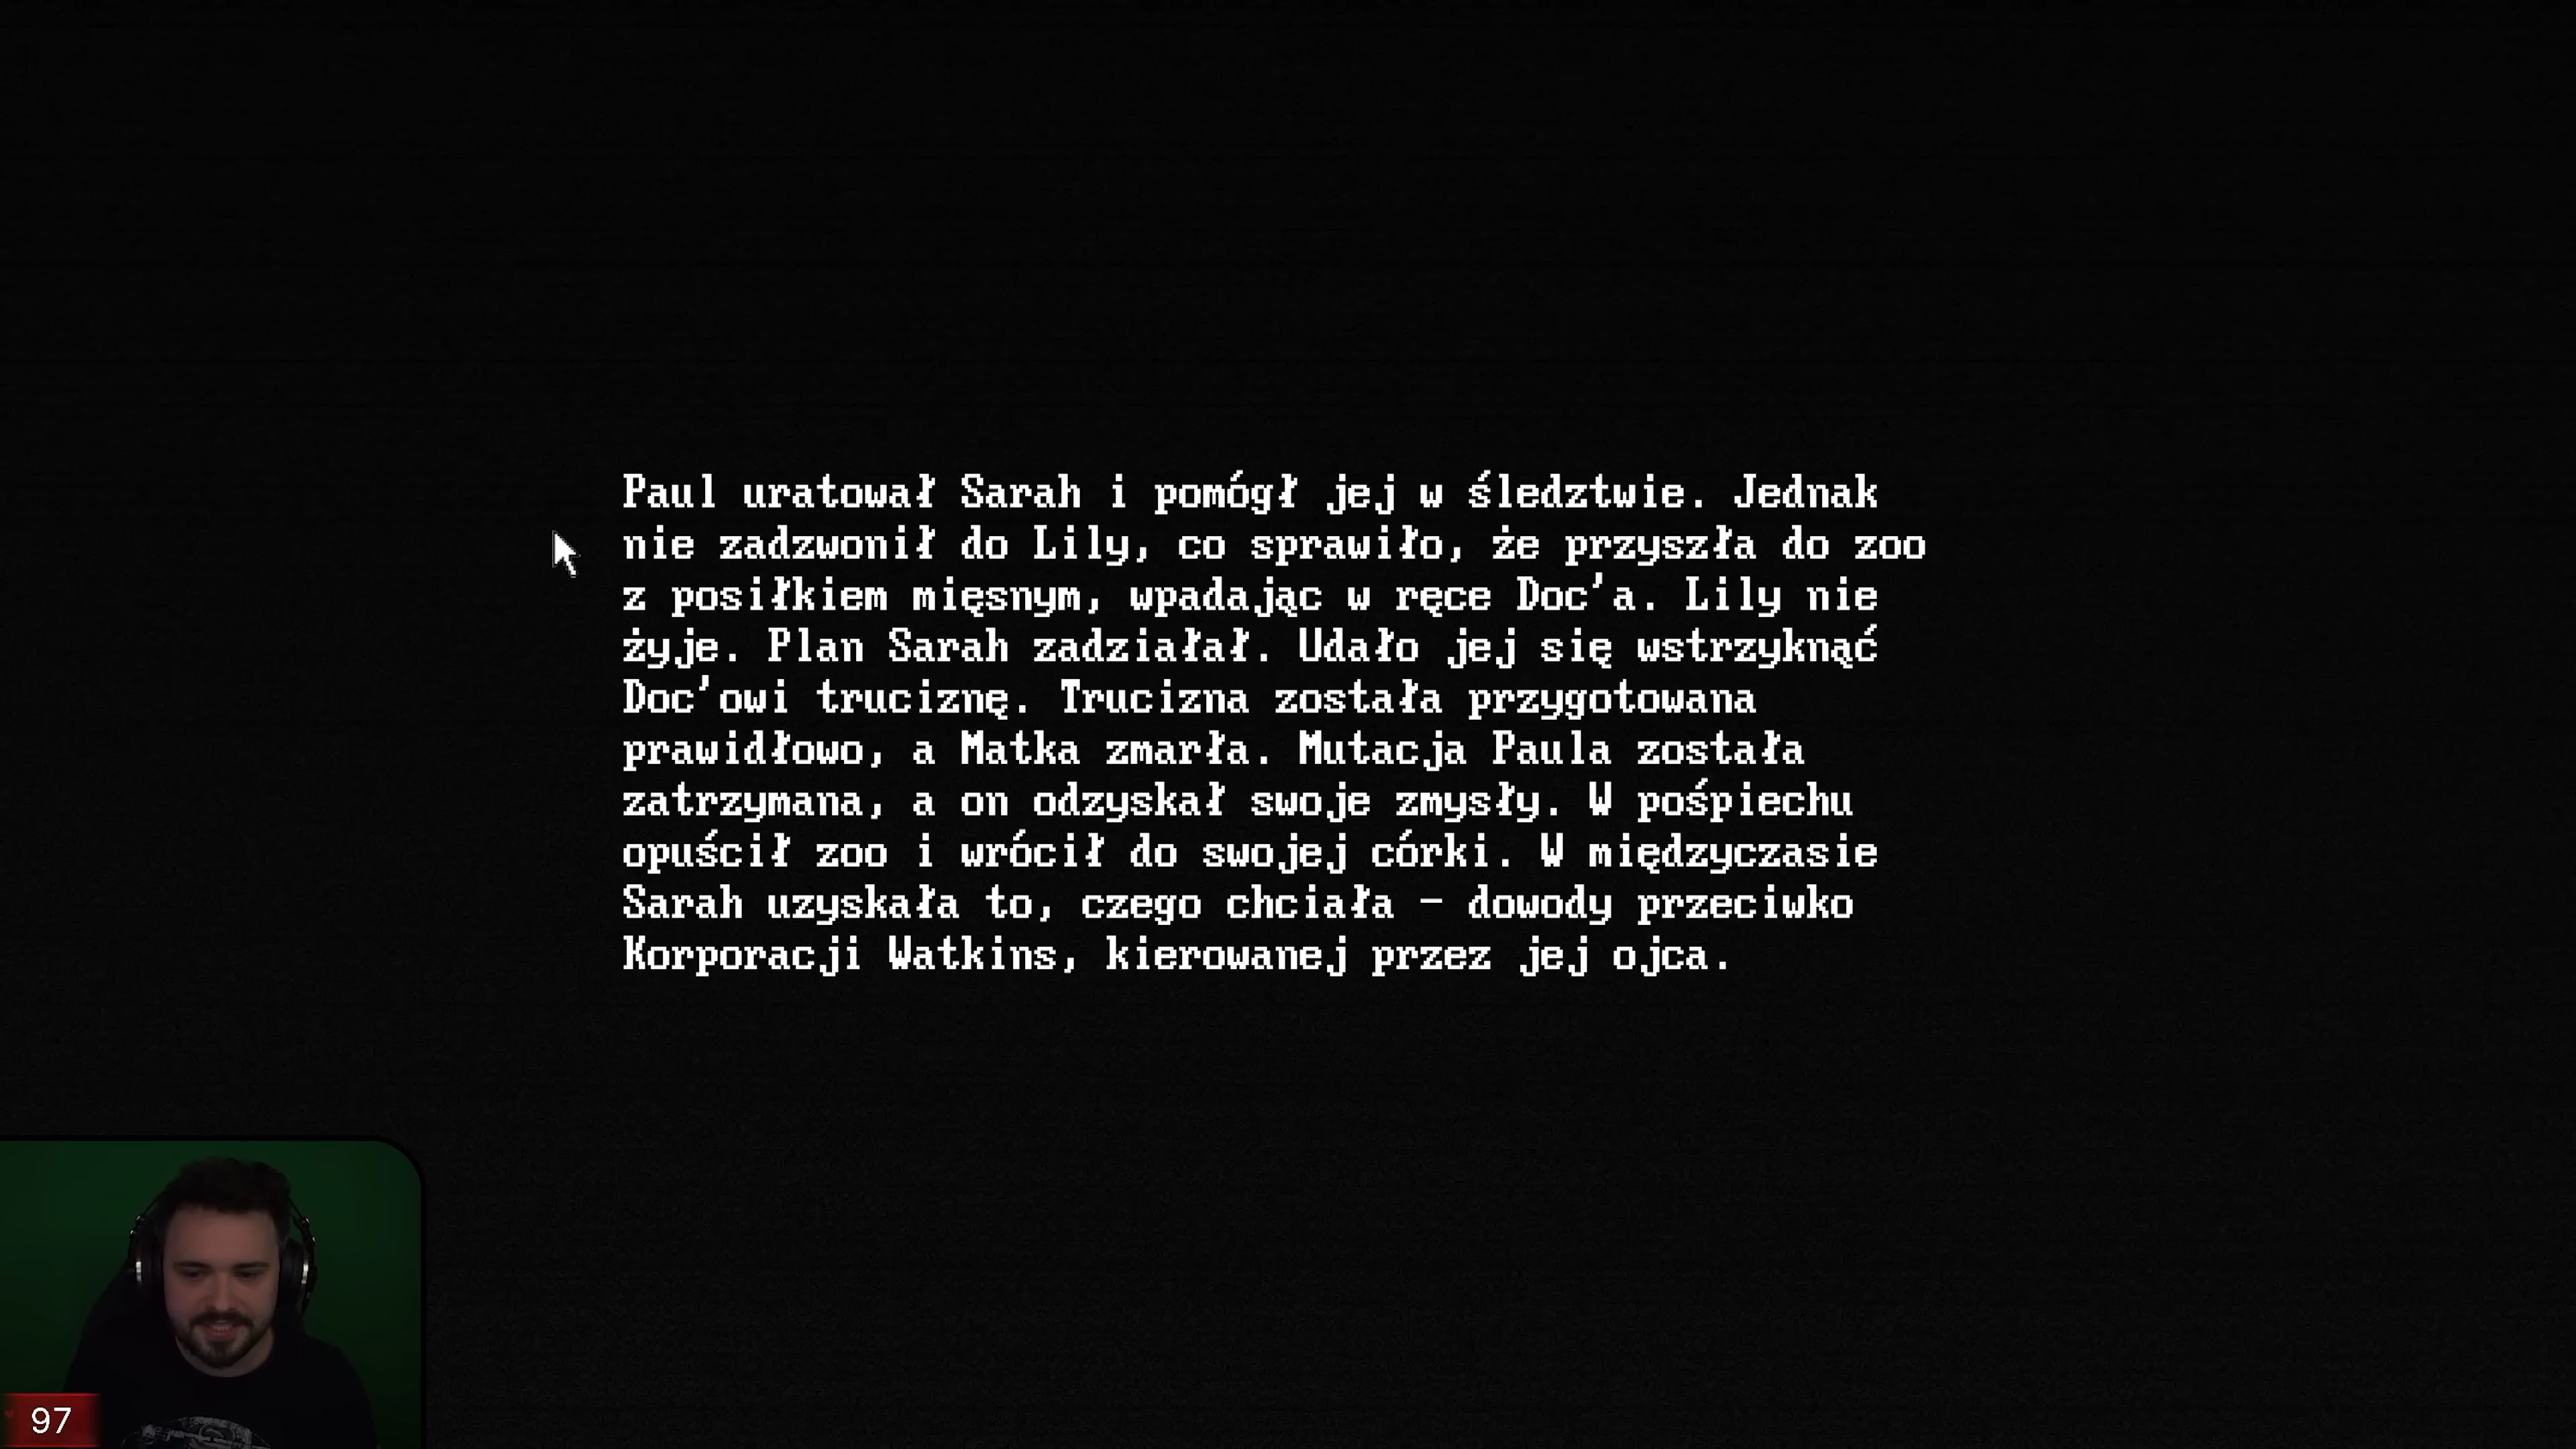 Paul uratował Sarah i pomógł jej w śledztwie. Jednak
nie zadzwonił do Lily, co sprawiło, że przyszła do zoo
z posiłkiem mięsnym, wpadając w ręce Doc'a. Lily nie
żyje. Plan Sarah zadziałał. Udało jej się wstrzyknąć
Doc'owi truciznę. Trucizna została przygotowana
prawidłowo, a Matka zmarła. Mutacja Paula została
zatrzymana, a on odzyskał swoje zmysły. W pośpiechu
opuścił zoo i wrócił do swojej córki. W międzyczasie
Sarah uzyskała to, czego chciała – dowody przeciwko
Korporacji Watkins, kierowanej przez jej ojca.
97